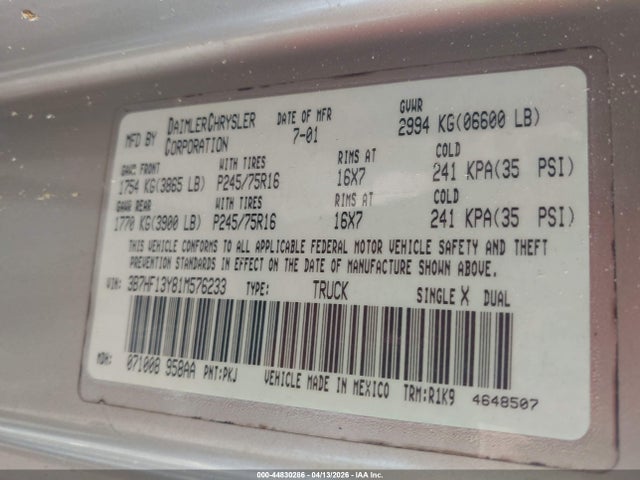 MFD BY DAIMLERCHRYSLER CORPORATION DATE OF MFR 7-01 GVWR 2994 KG(06600 LB)
GAWR FRONT WITH TIRES RIMS AT COLD
1754 KG(3865 LB) P245/75R16 16X7 241 KPA(35 PSI)
GAWR REAR WITH TIRES RIMS AT COLD
1770 KG(3900 LB) P245/75R16 16X7 241 KPA(35 PSI)
THIS VEHICLE CONFORMS TO ALL APPLICABLE FEDERAL MOTOR VEHICLE SAFETY AND THEFT
PREVENTION STANDARDS IN EFFECT ON THE DATE OF MANUFACTURE SHOWN ABOVE.
VIN: 3B7HF13Y81M576233 TYPE: TRUCK SINGLE X DUAL
MDH: 071008 958AA PNT:PKJ VEHICLE MADE IN MEXICO TRM:R1K9 4648507
000-44830266 - 04/13/2026 - IAA Inc.